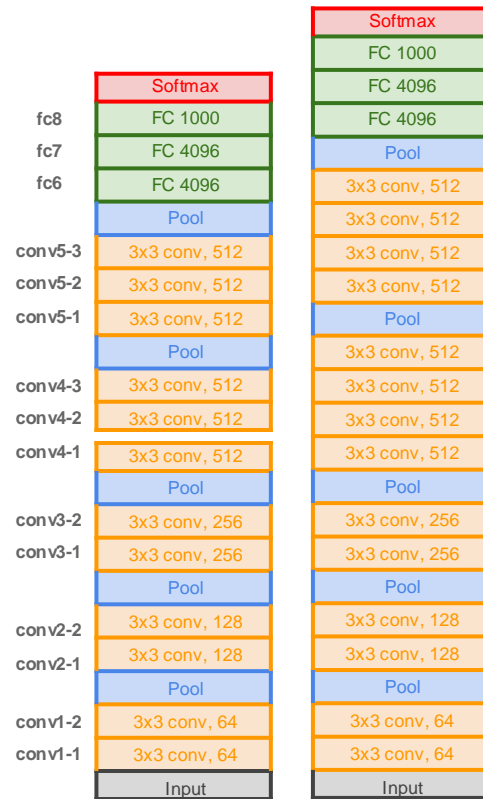 Softmax
fc8 FC 1000
fc7 FC 4096
fc6 FC 4096
Pool
conv5-3 3x3 conv, 512
conv5-2 3x3 conv, 512
conv5-1 3x3 conv, 512
Pool
conv4-3 3x3 conv, 512
conv4-2 3x3 conv, 512
conv4-1 3x3 conv, 512
Pool
conv3-2 3x3 conv, 256
conv3-1 3x3 conv, 256
Pool
conv2-2 3x3 conv, 128
conv2-1 3x3 conv, 128
Pool
conv1-2 3x3 conv, 64
conv1-1 3x3 conv, 64
Input
Softmax
FC 1000
FC 4096
FC 4096
Pool
3x3 conv, 512
3x3 conv, 512
3x3 conv, 512
3x3 conv, 512
Pool
3x3 conv, 512
3x3 conv, 512
3x3 conv, 512
3x3 conv, 512
Pool
3x3 conv, 256
3x3 conv, 256
Pool
3x3 conv, 128
3x3 conv, 128
Pool
3x3 conv, 64
3x3 conv, 64
Input